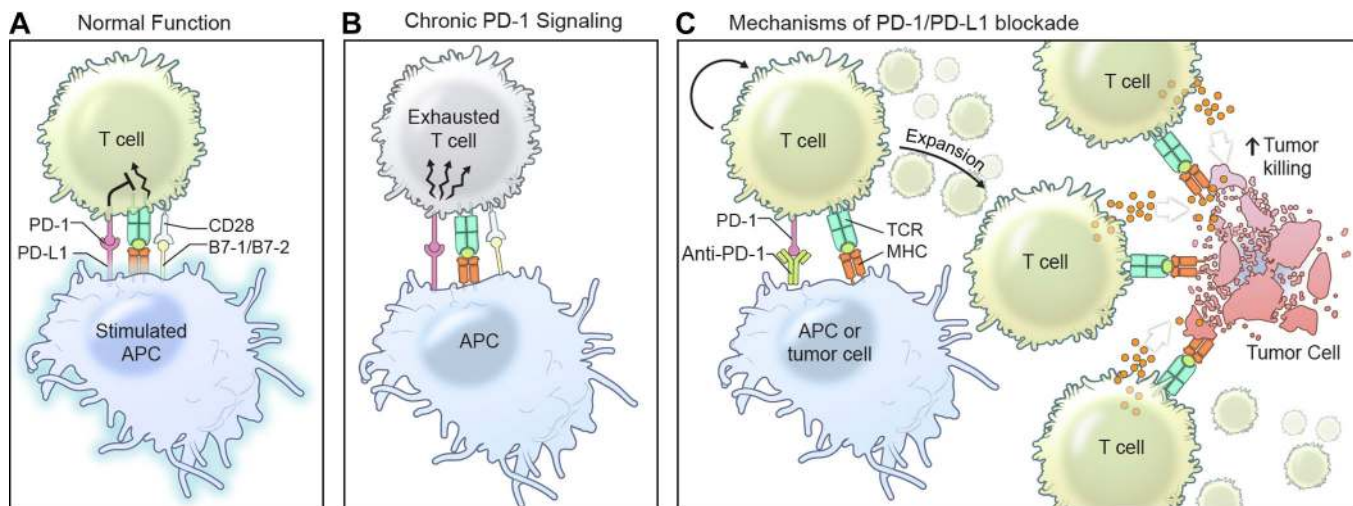 A
Normal Function
T cell
PD-1
PD-L1
CD28
B7-1/B7-2
Stimulated
APC
B
Chronic PD-1 Signaling
Exhausted
T cell
APC
C
Mechanisms of PD-1/PD-L1 blockade
T cell
Expansion
PD-1
Anti-PD-1
TCR
MHC
APC or
tumor cell
T cell
T cell
T cell
↑ Tumor
killing
Tumor Cell